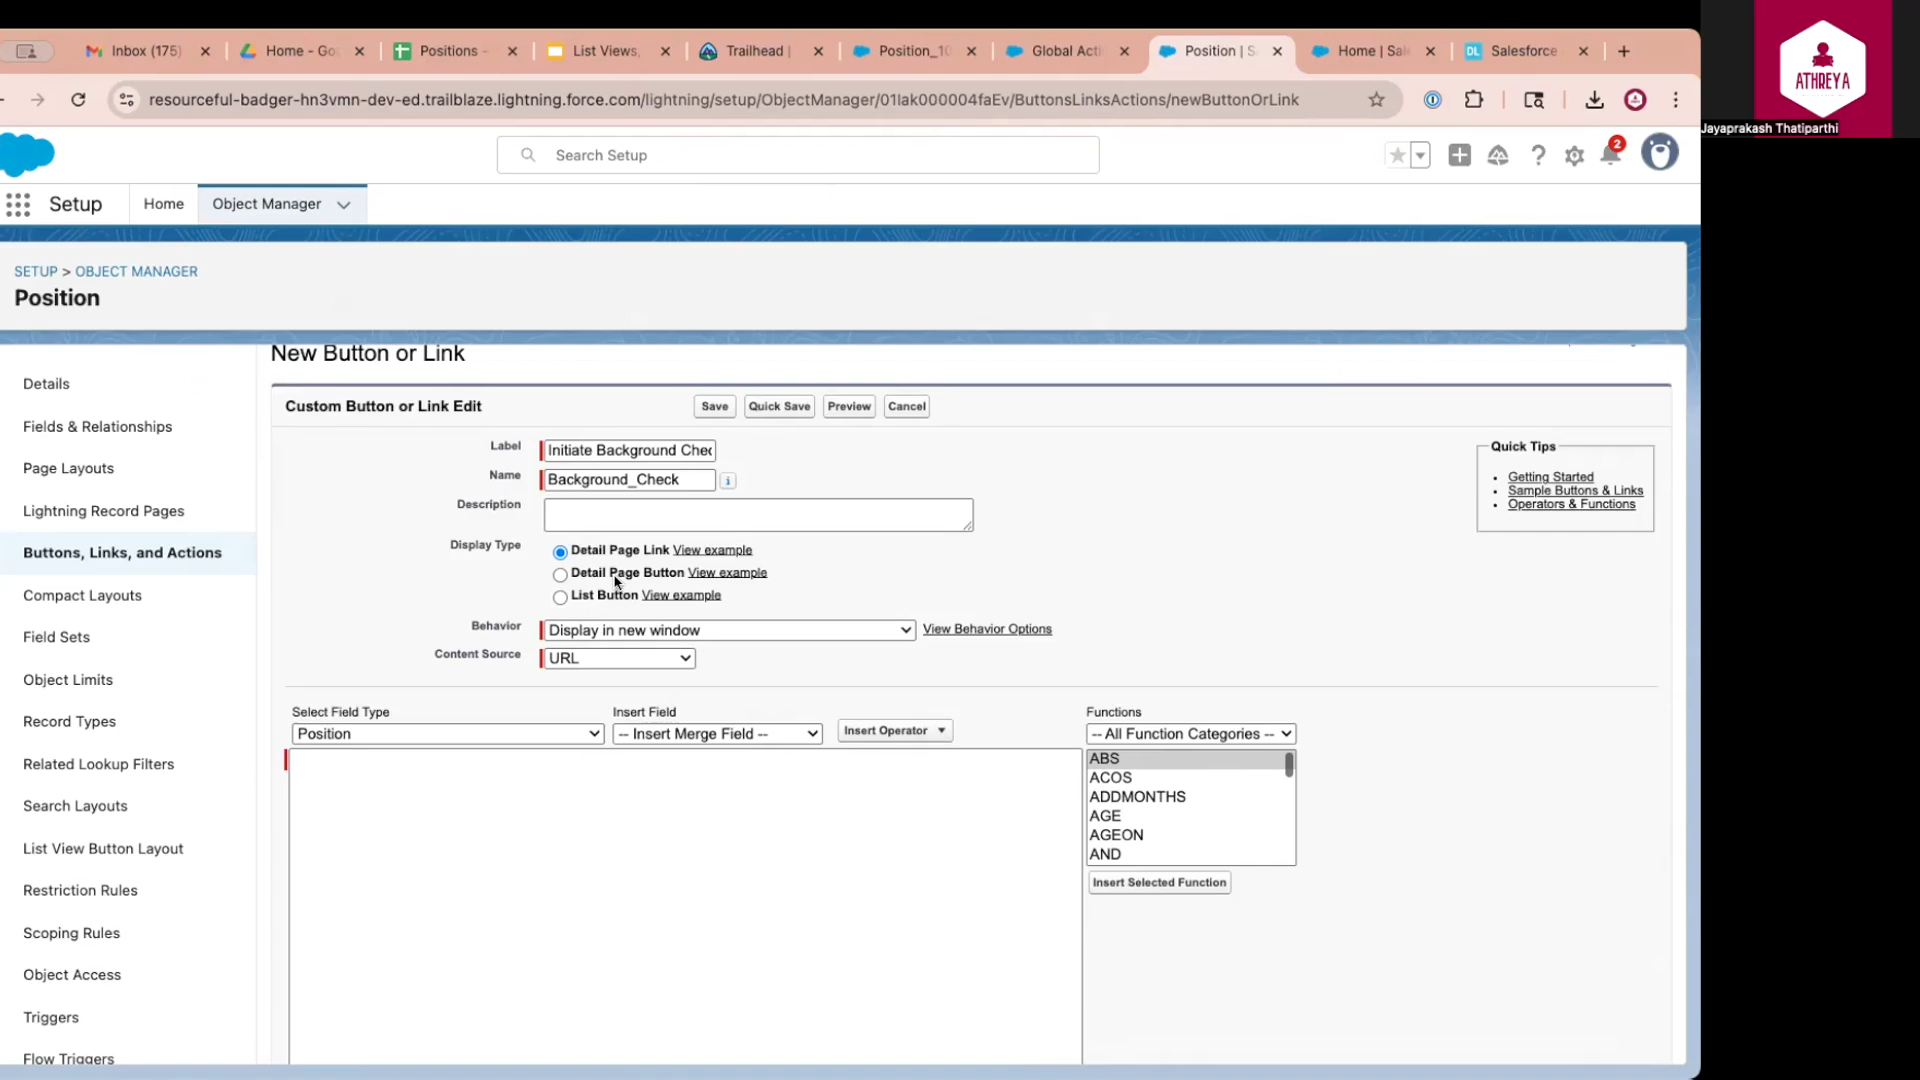 Inbox (175)
Home - Go
Positions -
List Views,
Trailhead |
Position_1
Global Acti
Position | S
Home | Sal
DL
Salesforce
resourceful-badger-hn3vmn-dev-ed.trailblaze.lightning.force.com/lightning/setup/ObjectManager/01Iak000004faEv/ButtonsLinksActions/newButtonOrLink
ATHREYA
Jayaprakash Thatiparthi
Search Setup
2
Setup
Home
Object Manager
SETUP > OBJECT MANAGER
Position
Details
Fields & Relationships
Page Layouts
Lightning Record Pages
Buttons, Links, and Actions
Compact Layouts
Field Sets
Object Limits
Record Types
Related Lookup Filters
Search Layouts
List View Button Layout
Restriction Rules
Scoping Rules
Object Access
Triggers
Flow Triggers
New Button or Link
Custom Button or Link Edit
Save
Quick Save
Preview
Cancel
Label
Initiate Background Chec
Name
Background_Check
i
Description
Display Type
Detail Page Link View example
Detail Page Button View example
List Button View example
Behavior
Display in new window
View Behavior Options
Content Source
URL
Quick Tips
Getting Started
Sample Buttons & Links
Operators & Functions
Select Field Type
Position
Insert Field
-- Insert Merge Field --
Insert Operator
Functions
-- All Function Categories --
ABS
ACOS
ADDMONTHS
AGE
AGEON
AND
Insert Selected Function